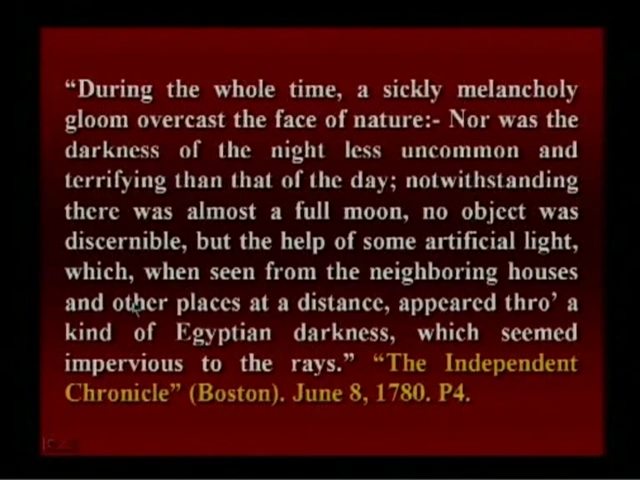 “During the whole time, a sickly melancholy
gloom overcast the face of nature:- Nor was the
darkness of the night less uncommon and
terrifying than that of the day; notwithstanding
there was almost a full moon, no object was
discernible, but the help of some artificial light,
which, when seen from the neighboring houses
and other places at a distance, appeared thro’ a
kind of Egyptian darkness, which seemed
impervious to the rays.” “The Independent
Chronicle” (Boston). June 8, 1780. P4.